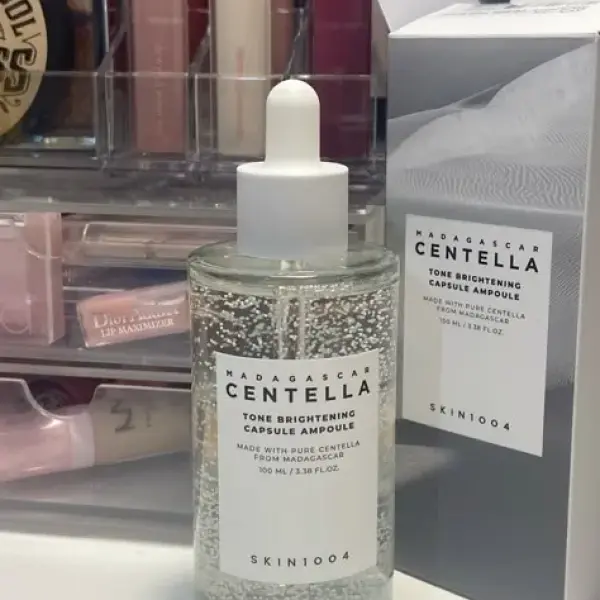 MADAGASCAR
CENTELLA
TONE BRIGHTENING
CAPSULE AMPOULE
MADE WITH PURE CENTELLA
FROM MADAGASCAR
100 ML / 3.38 FL.OZ.
SKIN1004
MADAGASCAR
CENTELLA
TONE BRIGHTENING
CAPSULE AMPOULE
MADE WITH PURE CENTELLA
FROM MADAGASCAR
100 ML / 3.38 FL.OZ.
SKIN1004
LIP MAXIMIZER